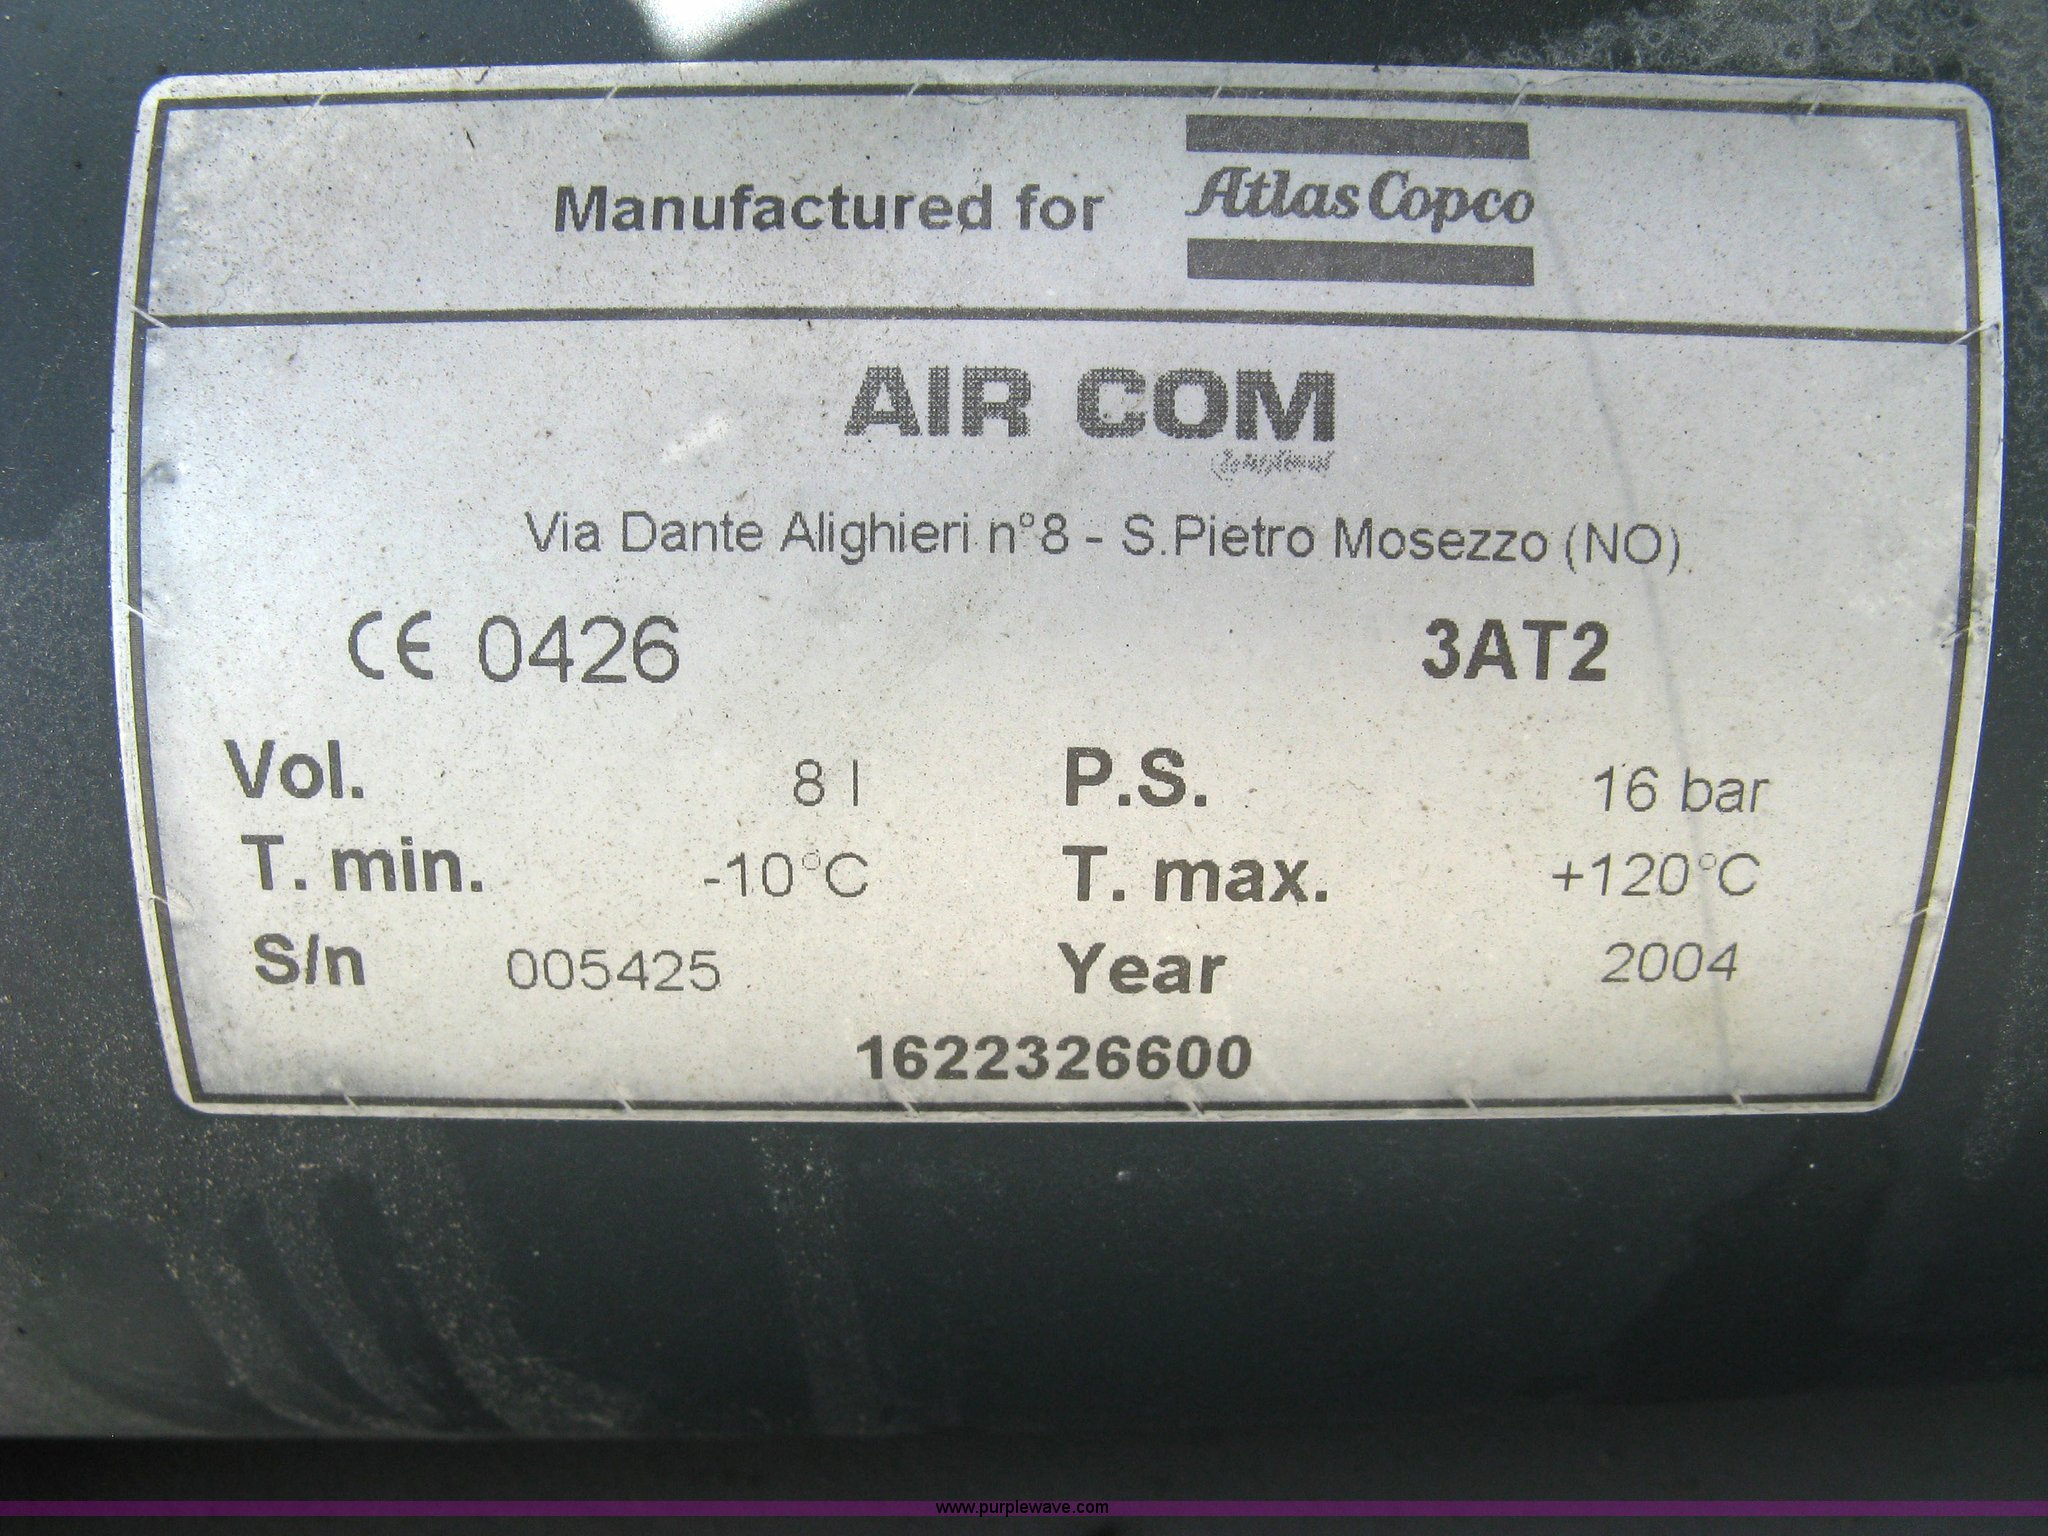 Manufactured for Atlas Copco
AIR COM
Via Dante Alighieri n°8 - S.Pietro Mosezzo (NO)
CE 0426 3AT2
Vol. 8 l P.S. 16 bar
T. min. -10°C T. max. +120°C
S/n 005425 Year 2004
1622326600
www.purplewave.com